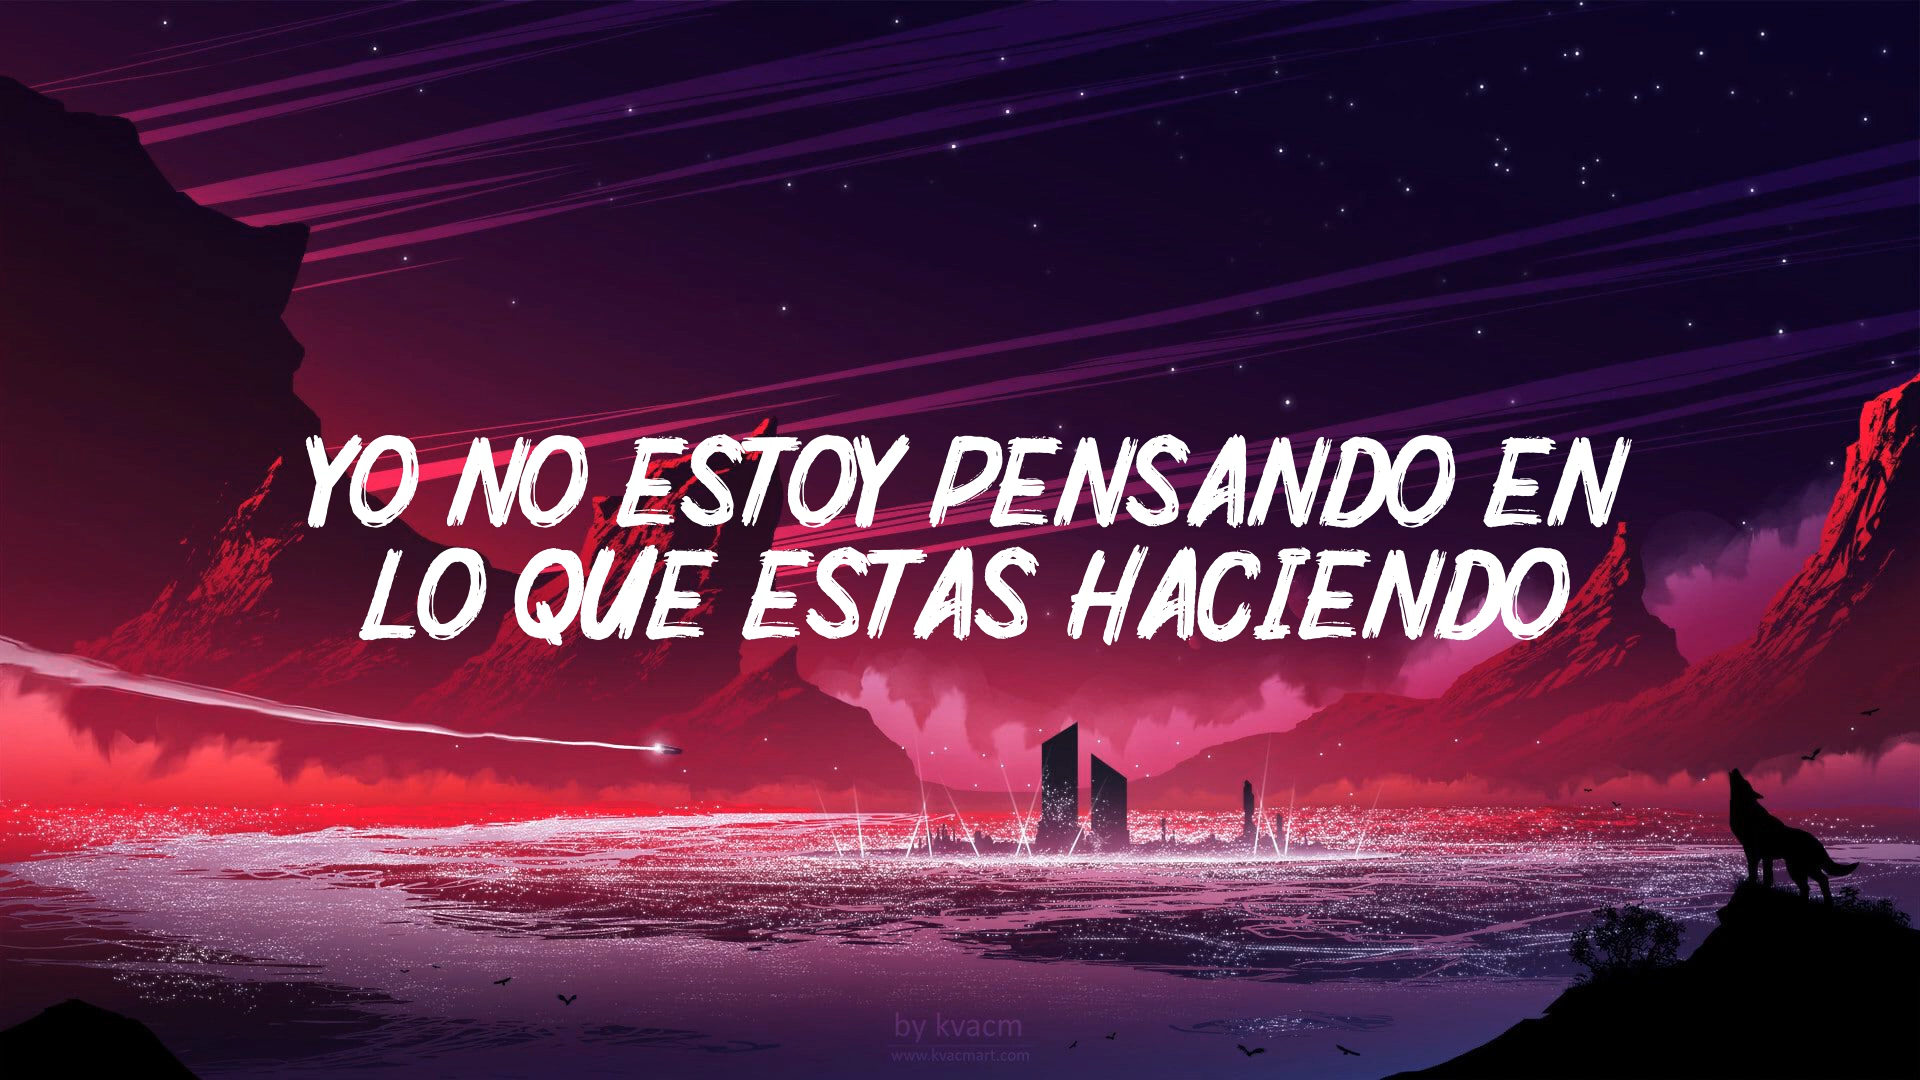 YO NO ESTOY PENSANDO EN
LO QUE ESTAS HACIENDO
by kvacm
www.kvacmart.com